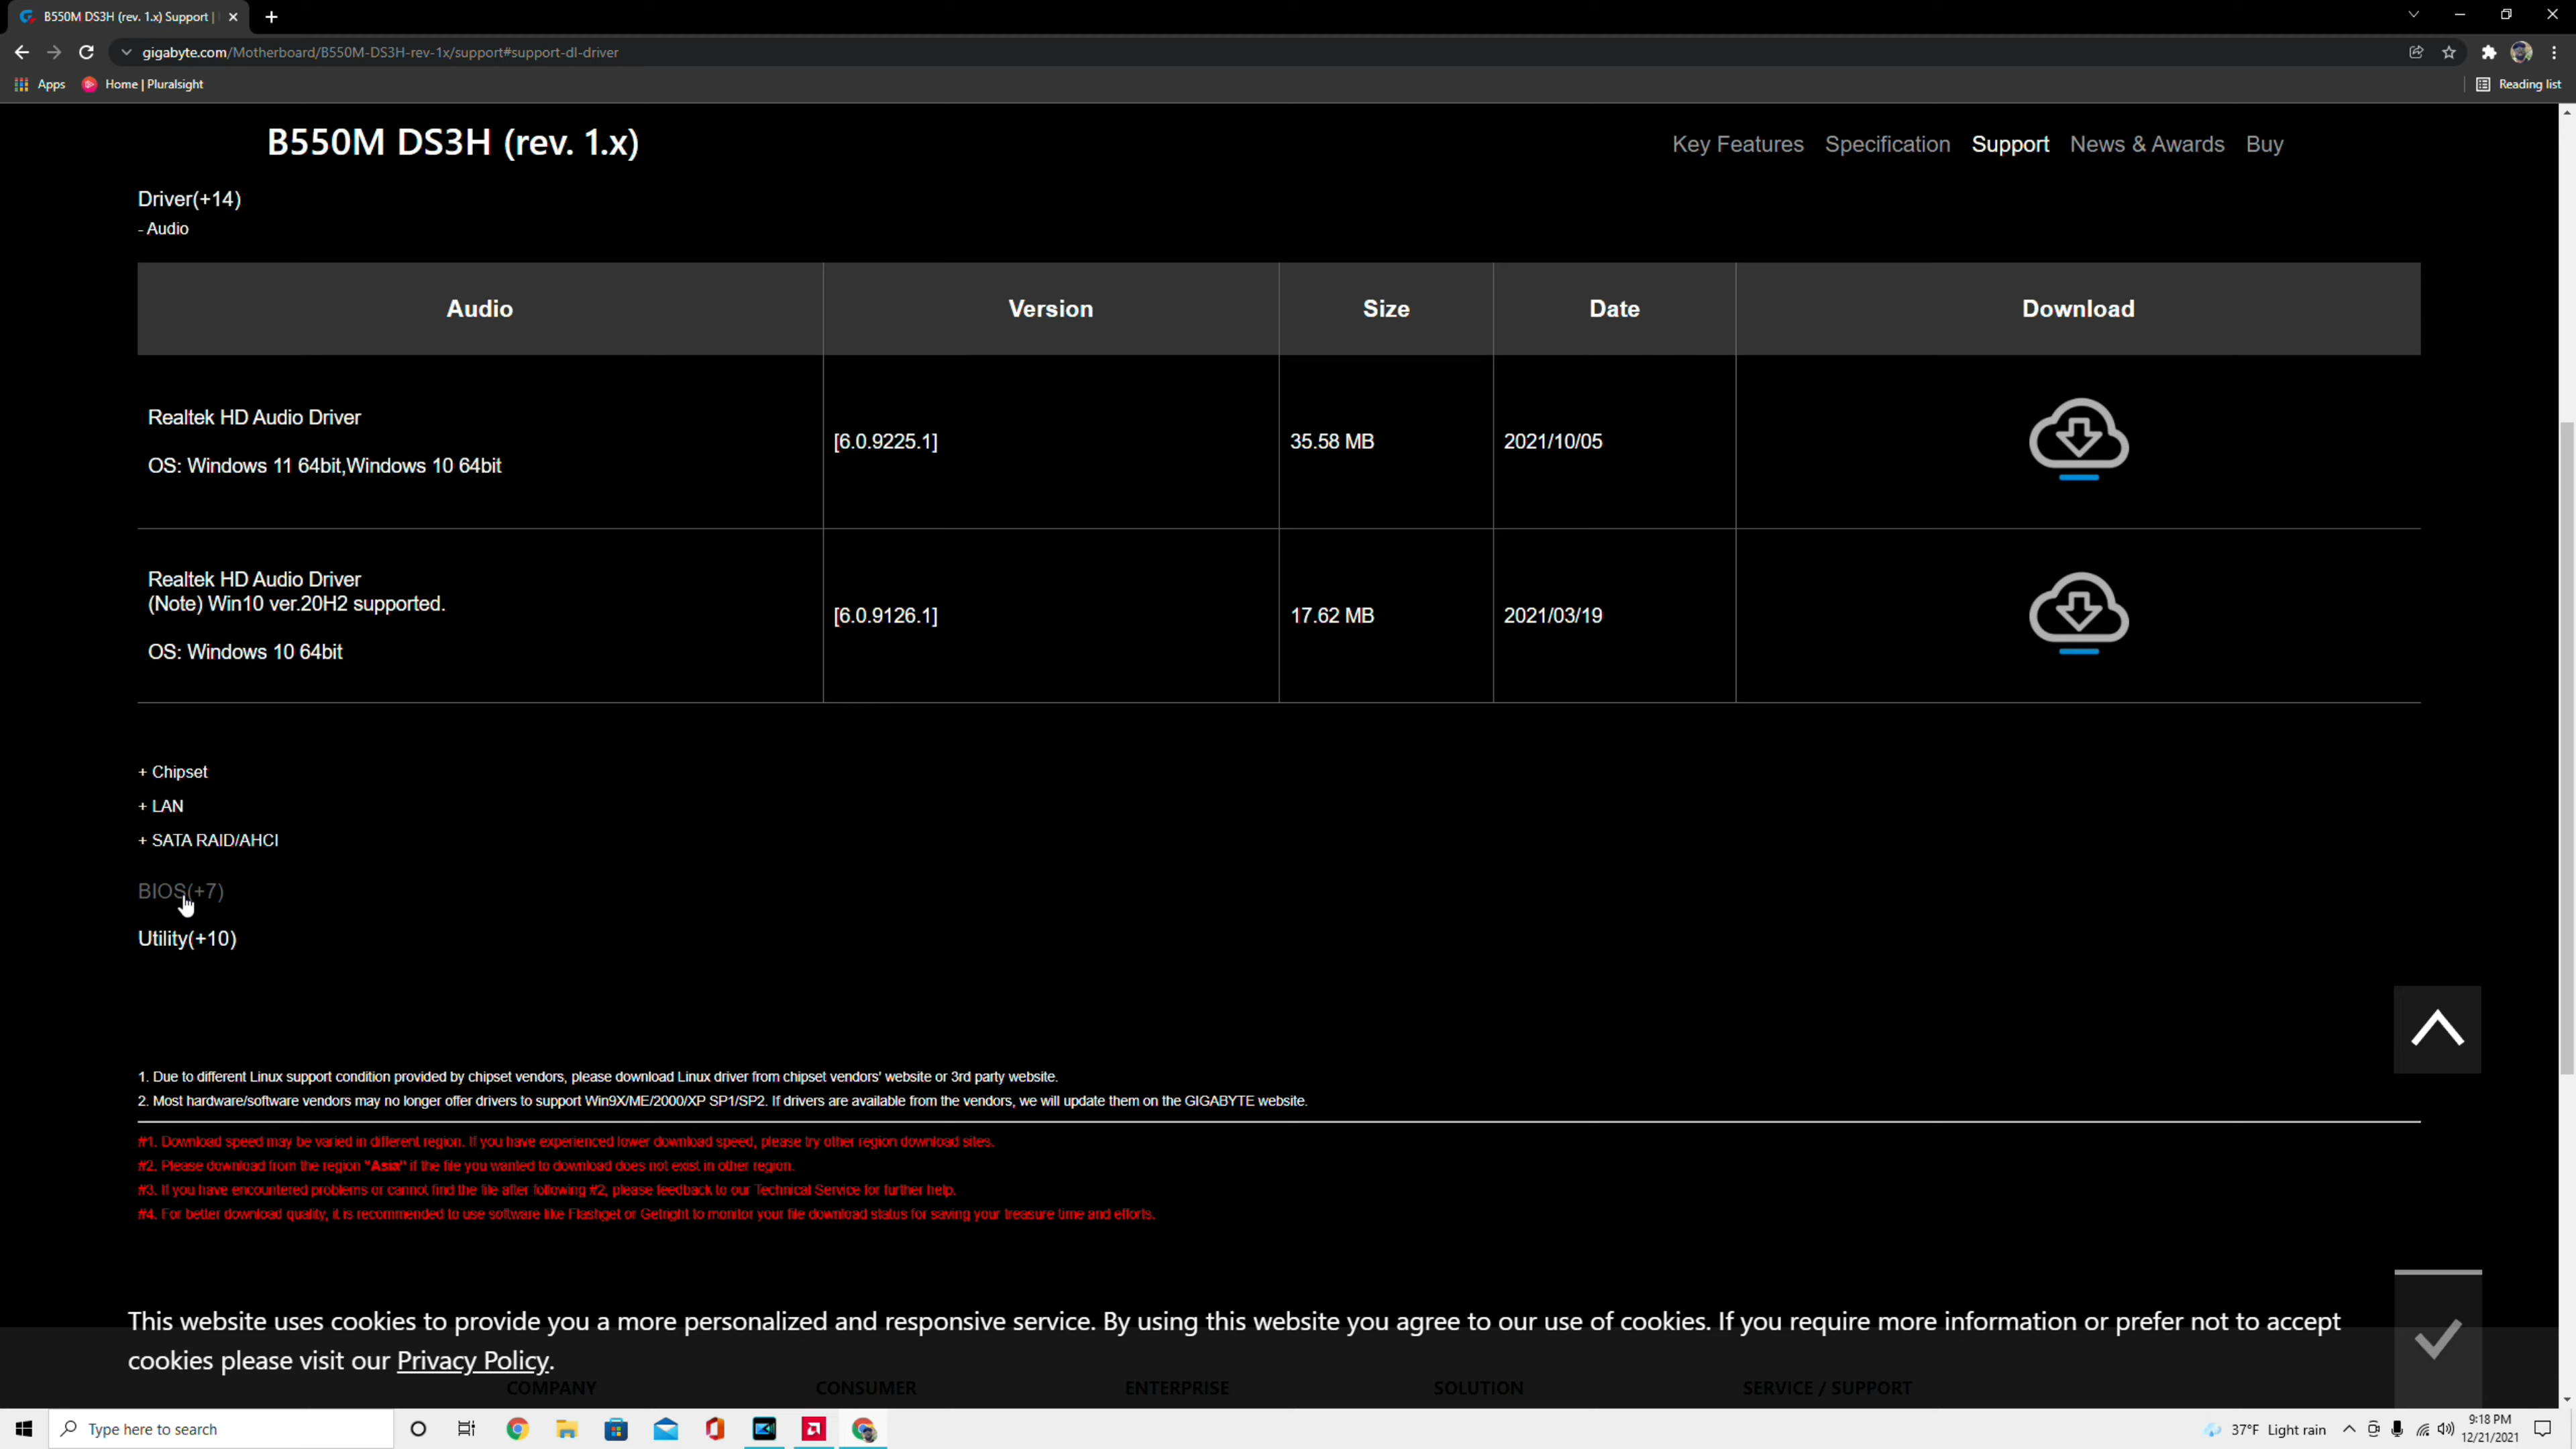 B550M DS3H (rev. 1.x) Support |
gigabyte.com/Motherboard/B550M-DS3H-rev-1x/support#support-dl-driver
Apps Home | Pluralsight Reading list
B550M DS3H (rev. 1.x) Key Features Specification Support News & Awards Buy
Driver(+14)
- Audio
Audio Version Size Date Download
Realtek HD Audio Driver
OS: Windows 11 64bit,Windows 10 64bit
[6.0.9225.1] 35.58 MB 2021/10/05
Realtek HD Audio Driver
(Note) Win10 ver.20H2 supported.
OS: Windows 10 64bit
[6.0.9126.1] 17.62 MB 2021/03/19
+ Chipset
+ LAN
+ SATA RAID/AHCI
BIOS(+7)
Utility(+10)
1. Due to different Linux support condition provided by chipset vendors, please download Linux driver from chipset vendors' website or 3rd party website.
2. Most hardware/software vendors may no longer offer drivers to support Win9X/ME/2000/XP SP1/SP2. If drivers are available from the vendors, we will update them on the GIGABYTE website.
#1. Download speed may be varied in different region. If you have experienced lower download speed, please try other region download sites.
#2. Please download from the region "Asia" if the file you wanted to download does not exist in other region.
#3. If you have encountered problems or cannot find the file after following #2, please feedback to our Technical Service for further help.
#4. For better download quality, it is recommended to use software like Flashget or Getright to monitor your file download status for saving your treasure time and efforts.
This website uses cookies to provide you a more personalized and responsive service. By using this website you agree to our use of cookies. If you require more information or prefer not to accept
cookies please visit our Privacy Policy.
COMPANY CONSUMER ENTERPRISE SOLUTION SERVICE / SUPPORT
Type here to search 37°F Light rain 9:18 PM
12/21/2021